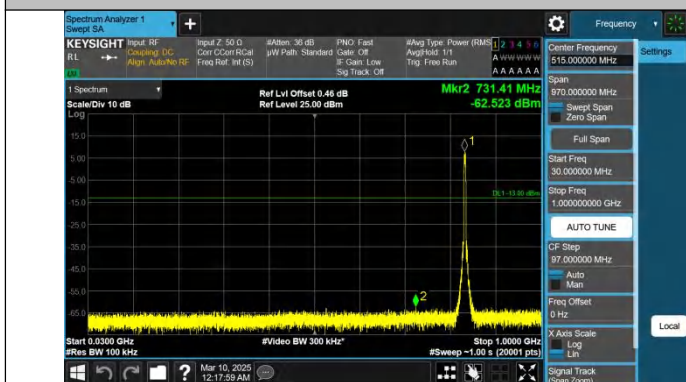 Spectrum Analyzer 1
Swept SA
+
Frequency
KEYSIGHT
RL
Input: RF
Coupling: DC
Align: Auto/No RF
Input Z: 50 Ω
Corr CCorr RCal
Freq Ref: Int (S)
#Atten: 36 dB
µW Path: Standard
PNO: Fast
Gate: Off
IF Gain: Low
Sig Track: Off
#Avg Type: Power (RMS)
Avg|Hold: 1/1
Trig: Free Run
1 2 3 4 5 6
A W W W W W
A A A A A A
1 Spectrum
Scale/Div 10 dB
Log
Ref Lvl Offset 0.46 dB
Ref Level 25.00 dBm
Mkr2 731.41 MHz
-62.523 dBm
15.0
5.00
-5.00
-15.0
-25.0
-35.0
-45.0
-55.0
-65.0
1
DL1 -13.00 dBm
2
Start 0.0300 GHz
#Res BW 100 kHz
#Video BW 300 kHz*
Stop 1.0000 GHz
#Sweep ~1.00 s (20001 pts)
Mar 10, 2025
12:17:59 AM
Center Frequency
515.000000 MHz
Span
970.000000 MHz
Swept Span
Zero Span
Full Span
Start Freq
30.000000 MHz
Stop Freq
1.000000000 GHz
AUTO TUNE
CF Step
97.000000 MHz
Auto
Man
Freq Offset
0 Hz
X Axis Scale
Log
Lin
Signal Track
(Span Zoom)
Settings
Local